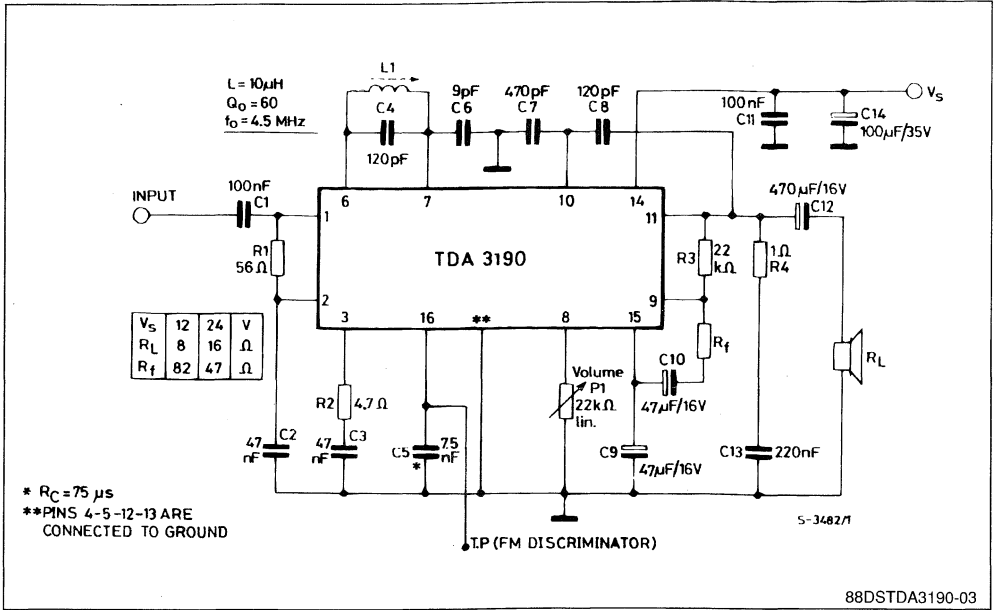 L = 10μH
Q₀ = 60
f₀ = 4.5 MHz
L1
C4
120pF
9pF
C6
470pF
C7
120pF
C8
100nF
C11
C14
100μF/35V
Vs
INPUT
100nF
C1
R1
56Ω
1
2
6
7
10
14
11
9
3
16
**
8
15
TDA 3190
R3
22
kΩ
1Ω
R4
470μF/16V
C12
RL
Rf
C10
47μF/16V
Vs 12 24 V
RL 8 16 Ω
Rf 82 47 Ω
R2
4.7Ω
Volume
P1
22kΩ
lin.
C2
47
nF
C3
47
nF
C5
7.5
nF
*
C9
47μF/16V
C13
220nF
* RC = 75 μs
** PINS 4-5-12-13 ARE
CONNECTED TO GROUND
T.P (FM DISCRIMINATOR)
S-3482/1
88DSTDA3190-03